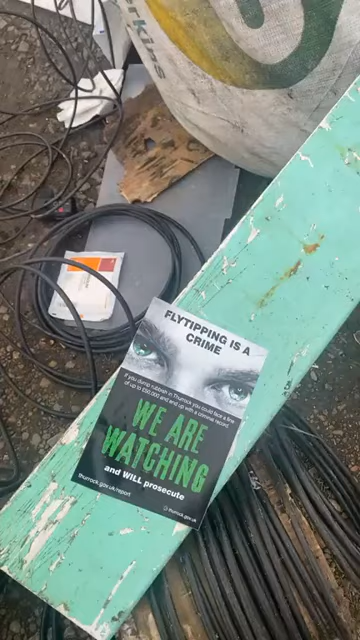 FLYTIPPING IS A
CRIME
If you dump rubbish in Thurrock you could face a fine
of up to £50,000 and end up with a criminal record
WE ARE
WATCHING
and WILL prosecute
thurrock.gov.uk/report
thurrock.gov.uk